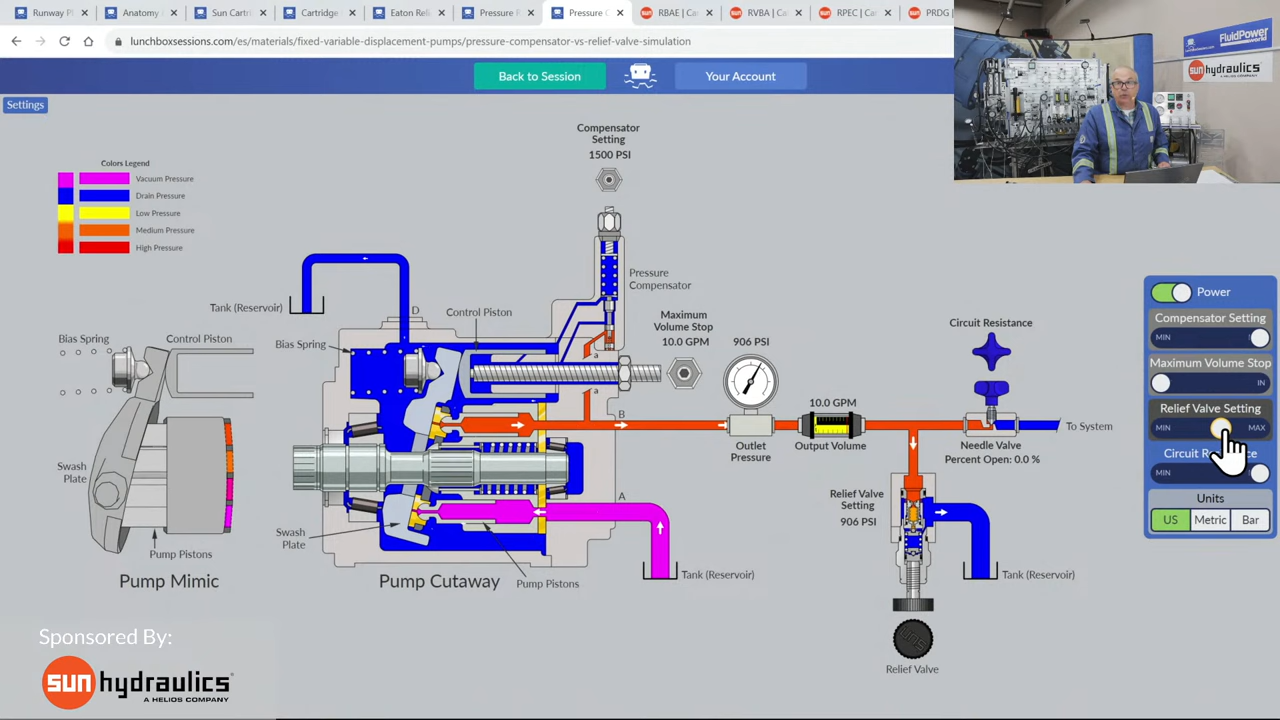 Runway Pl
Anatomy
Sun Cartri
Cartridge
Eaton Reli
Pressure R
Pressure C
RBAE | Ca
RVBA | Ca
RPEC | Ca
PRDG
lunchboxsessions.com/es/materials/fixed-variable-displacement-pumps/pressure-compensator-vs-relief-valve-simulation
FluidPower
sun hydraulics
Back to Session
Your Account
Settings
Colors Legend
Vacuum Pressure
Drain Pressure
Low Pressure
Medium Pressure
High Pressure
Compensator
Setting
1500 PSI
Pressure
Compensator
Tank (Reservoir)
D
Control Piston
Bias Spring
Maximum
Volume Stop
10.0 GPM
906 PSI
Circuit Resistance
Bias Spring
Control Piston
a
a
B
10.0 GPM
To System
Outlet
Pressure
Output Volume
Needle Valve
Percent Open: 0.0 %
Swash
Plate
Relief Valve
Setting
906 PSI
A
Swash
Plate
Pump Pistons
Pump Mimic
Pump Cutaway
Pump Pistons
Tank (Reservoir)
Tank (Reservoir)
Relief Valve
Power
Compensator Setting
MIN
Maximum Volume Stop
IN
Relief Valve Setting
MIN
MAX
Circuit
MIN
Units
US
Metric
Bar
Sponsored By:
sun hydraulics
A HELIOS COMPANY